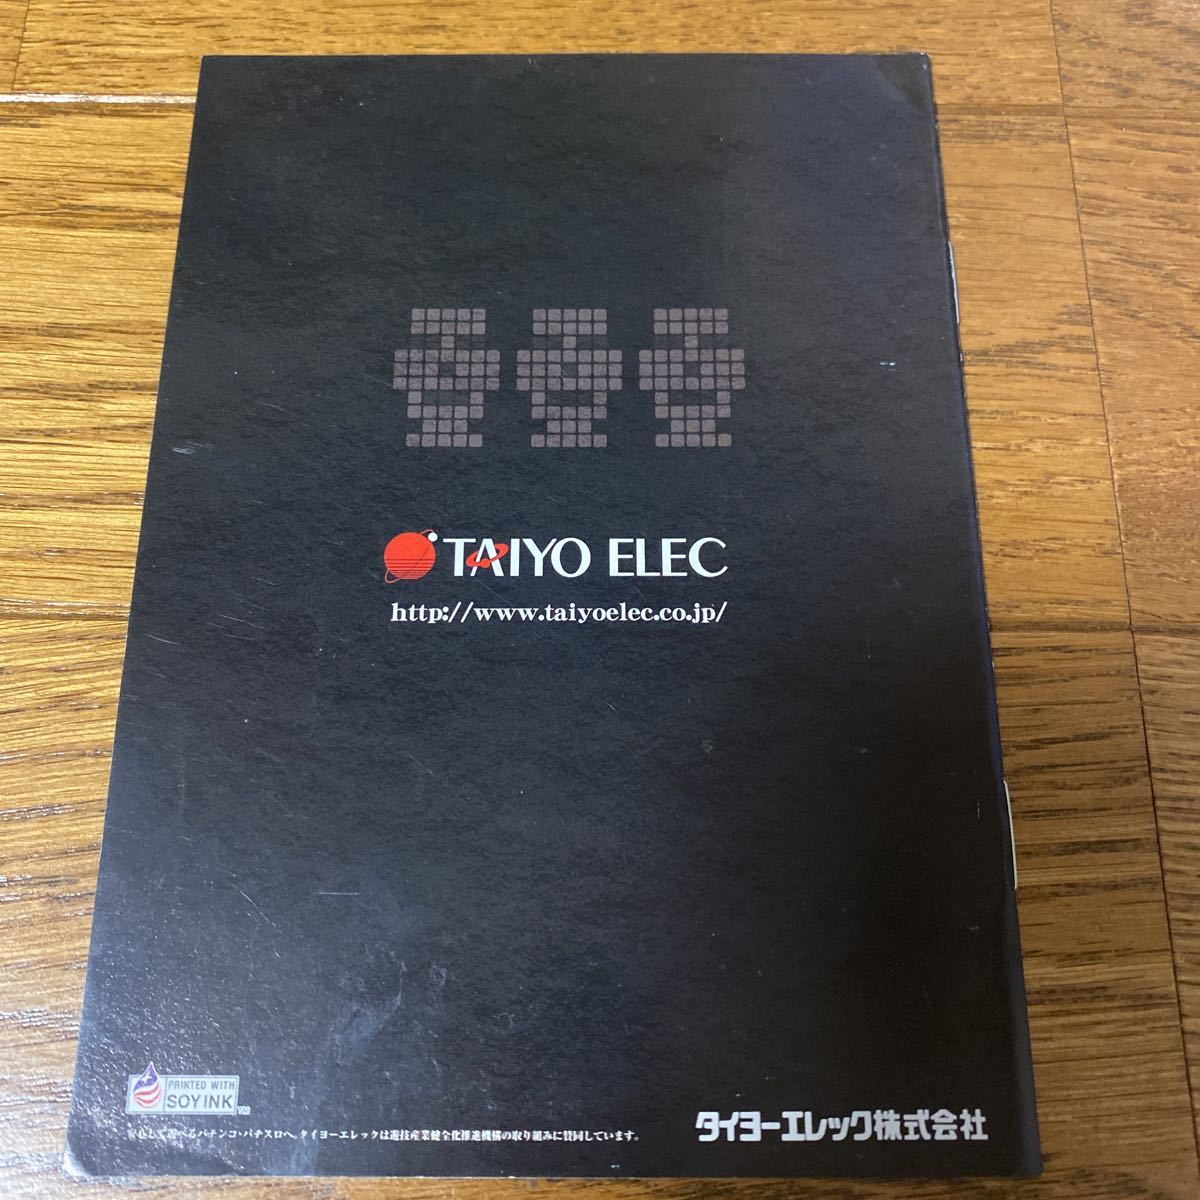 TAIYO ELEC
http://www.taiyoelec.co.jp/
PRINTED WITH
SOY INK
TM
安心して遊べるパチンコ・パチスロへ。タイヨーエレックは遊技産業健全化推進機構の取り組みに賛同しています。
タイヨーエレック株式会社